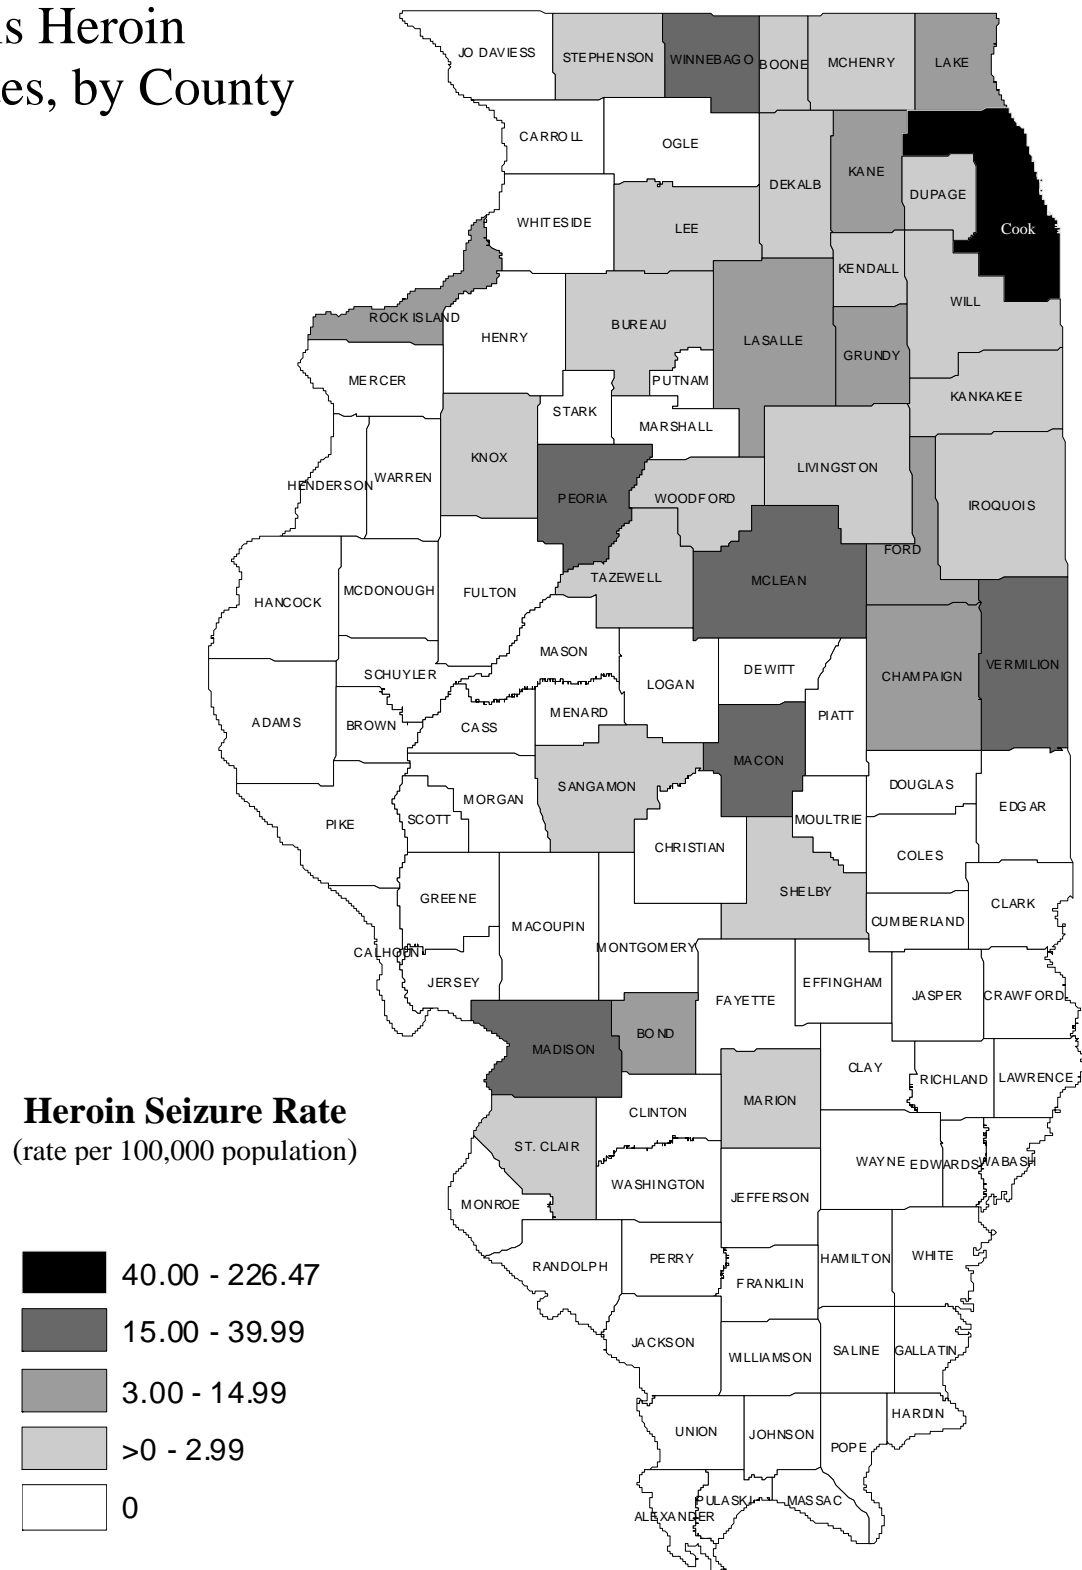 is Heroin
tes, by County
JO DAVIESS
STEPHENSON
WINNEBAGO
BOONE
MCHENRY
LAKE
CARROLL
OGLE
DEKALB
KANE
DUPAGE
Cook
WHITESIDE
LEE
KENDALL
WILL
ROCK ISLAND
HENRY
BUREAU
LASALLE
GRUNDY
MERCER
PUTNAM
KANKAKEE
STARK
MARSHALL
KNOX
LIVINGSTON
HENDERSON
WARREN
PEORIA
WOODFORD
IROQUOIS
FORD
TAZEWELL
MCLEAN
HANCOCK
MCDONOUGH
FULTON
MASON
SCHUYLER
LOGAN
DEWITT
CHAMPAIGN
VERMILION
ADAMS
BROWN
CASS
MENARD
PIATT
MACON
SANGAMON
DOUGLAS
MORGAN
SCOTT
PIKE
MOULTRIE
EDGAR
CHRISTIAN
COLES
SHELBY
GREENE
CLARK
MACOUPIN
CUMBERLAND
MONTGOMERY
CALHOUN
JERSEY
EFFINGHAM
FAYETTE
JASPER
CRAWFORD
BOND
MADISON
CLAY
RICHLAND
LAWRENCE
MARION
CLINTON
Heroin Seizure Rate
(rate per 100,000 population)
ST. CLAIR
WAYNE
EDWARDS
WABASH
WASHINGTON
JEFFERSON
MONROE
PERRY
HAMILTON
WHITE
RANDOLPH
FRANKLIN
40.00 - 226.47
15.00 - 39.99
JACKSON
WILLIAMSON
SALINE
GALLATIN
3.00 - 14.99
HARDIN
UNION
JOHNSON
POPE
>0 - 2.99
PULASKI
MASSAC
ALEXANDER
0